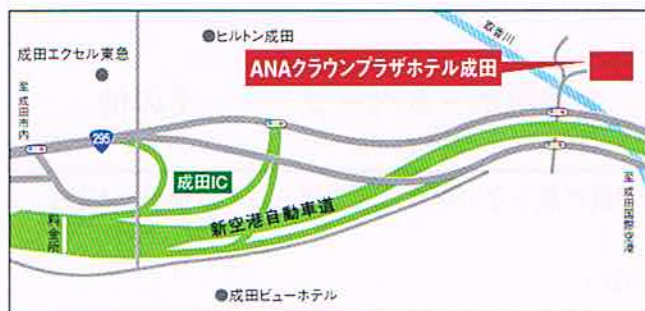 成田エクセル東急
ヒルトン成田
取香川
ANAクラウンプラザホテル成田
至 成田市内
295
成田IC
新空港自動車道
料金所
至 成田国際空港
成田ビューホテル